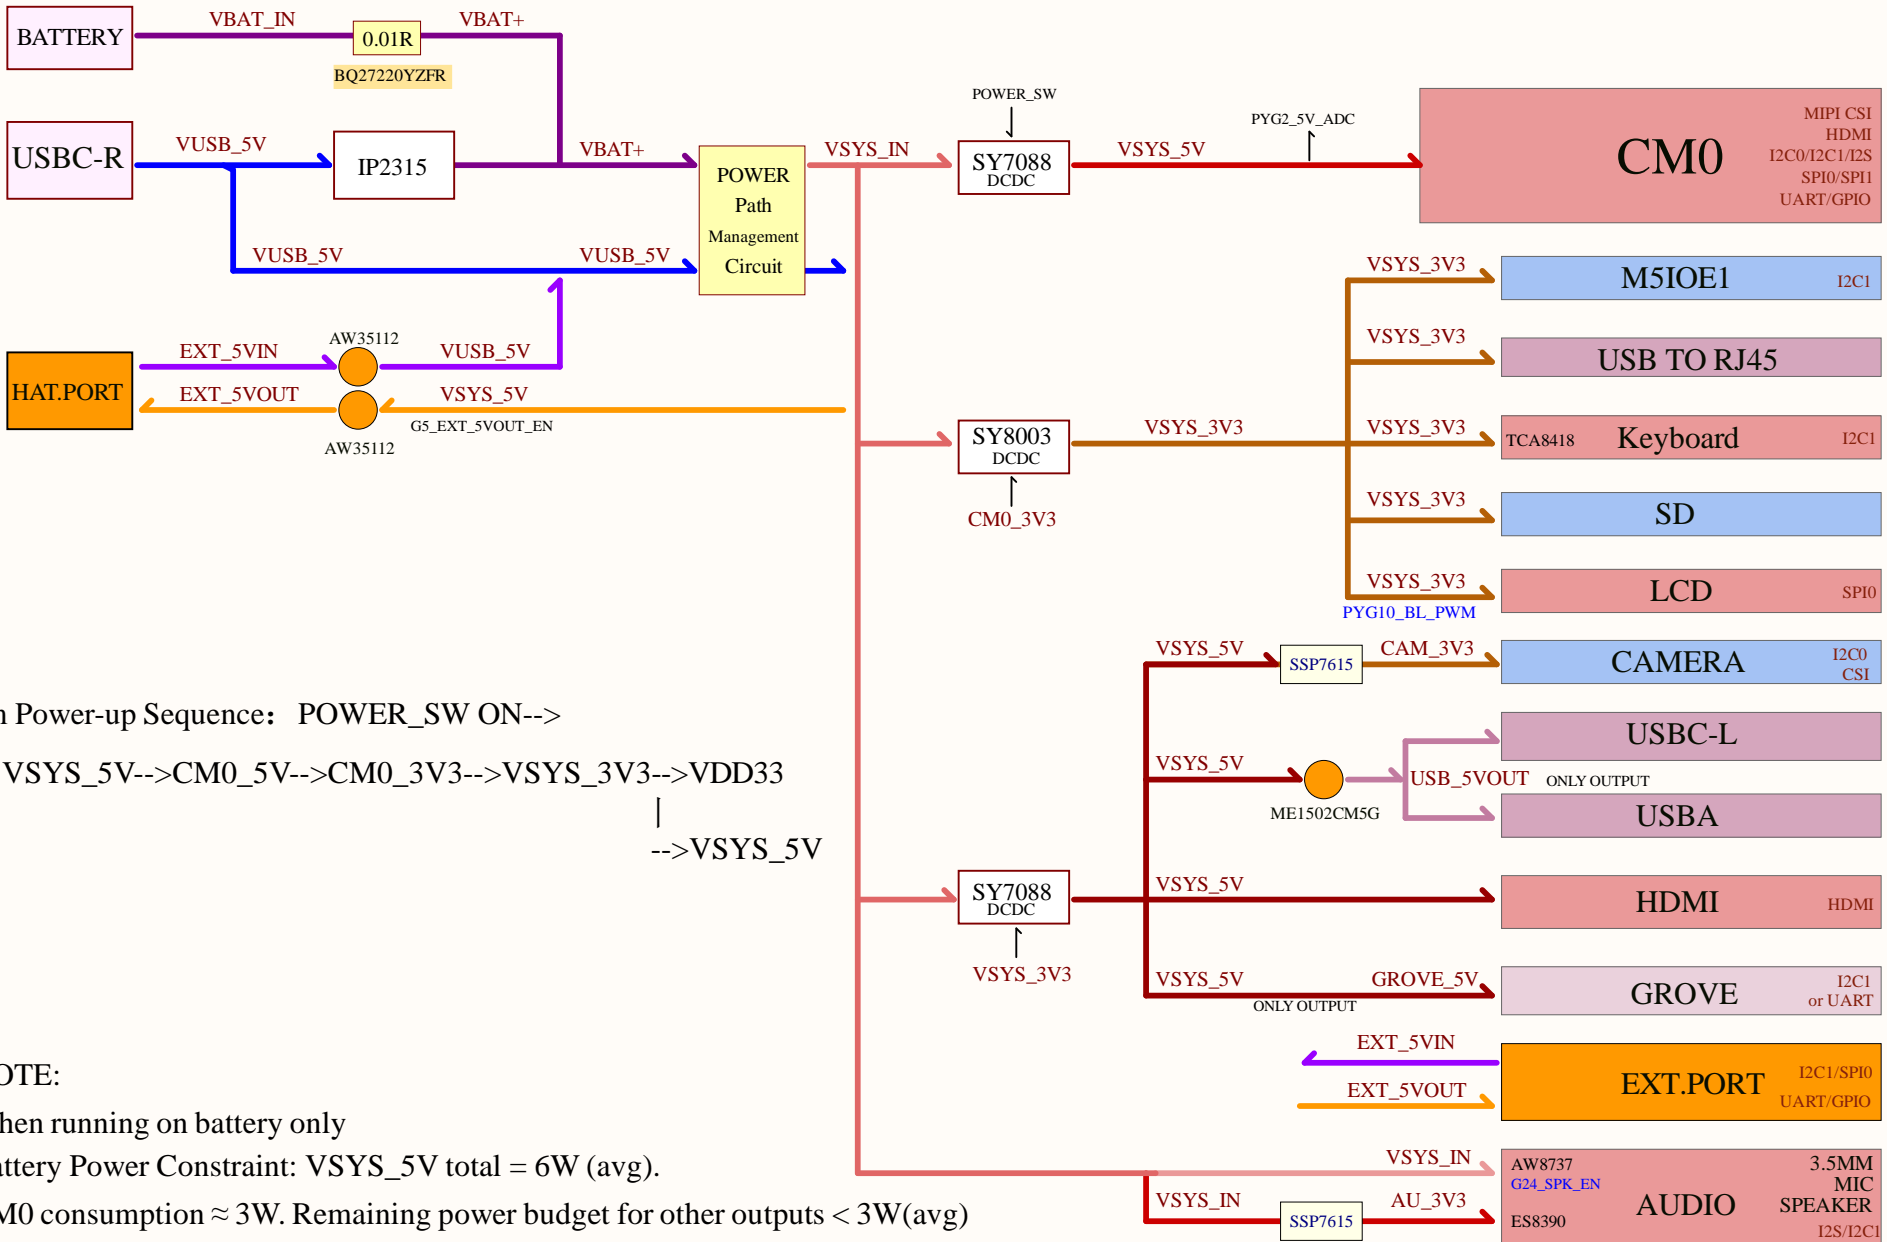 BATTERY
VBAT_IN
0.01R
VBAT+
BQ27220YZFR
USBC-R
VUSB_5V
IP2315
VBAT+
VUSB_5V
VUSB_5V
POWER
Path
Management
Circuit
HAT.PORT
EXT_5VIN
AW35112
VUSB_5V
EXT_5VOUT
VSYS_5V
G5_EXT_5VOUT_EN
AW35112
VSYS_IN
POWER_SW
SY7088
DCDC
VSYS_5V
PYG2_5V_ADC
CM0
MIPI CSI
HDMI
I2C0/I2C1/I2S
SPI0/SPI1
UART/GPIO
SY8003
DCDC
CM0_3V3
VSYS_3V3
VSYS_3V3
M5IOE1
I2C1
VSYS_3V3
USB TO RJ45
VSYS_3V3
TCA8418
Keyboard
I2C1
VSYS_3V3
SD
VSYS_3V3
PYG10_BL_PWM
LCD
SPI0
VSYS_5V
SSP7615
CAM_3V3
CAMERA
I2C0
CSI
VSYS_5V
ME1502CM5G
USB_5VOUT
ONLY OUTPUT
USBC-L
USBA
SY7088
DCDC
VSYS_3V3
VSYS_5V
HDMI
HDMI
VSYS_5V
GROVE_5V
ONLY OUTPUT
GROVE
I2C1
or UART
EXT_5VIN
EXT_5VOUT
EXT.PORT
I2C1/SPI0
UART/GPIO
VSYS_IN
VSYS_IN
SSP7615
AU_3V3
AW8737
G24_SPK_EN
ES8390
AUDIO
3.5MM
MIC
SPEAKER
I2S/I2C1
n Power-up Sequence： POWER_SW ON-->
VSYS_5V-->CM0_5V-->CM0_3V3-->VSYS_3V3-->VDD33
|
-->VSYS_5V
OTE:
hen running on battery only
attery Power Constraint: VSYS_5V total = 6W (avg).
M0 consumption ≈ 3W. Remaining power budget for other outputs < 3W(avg)